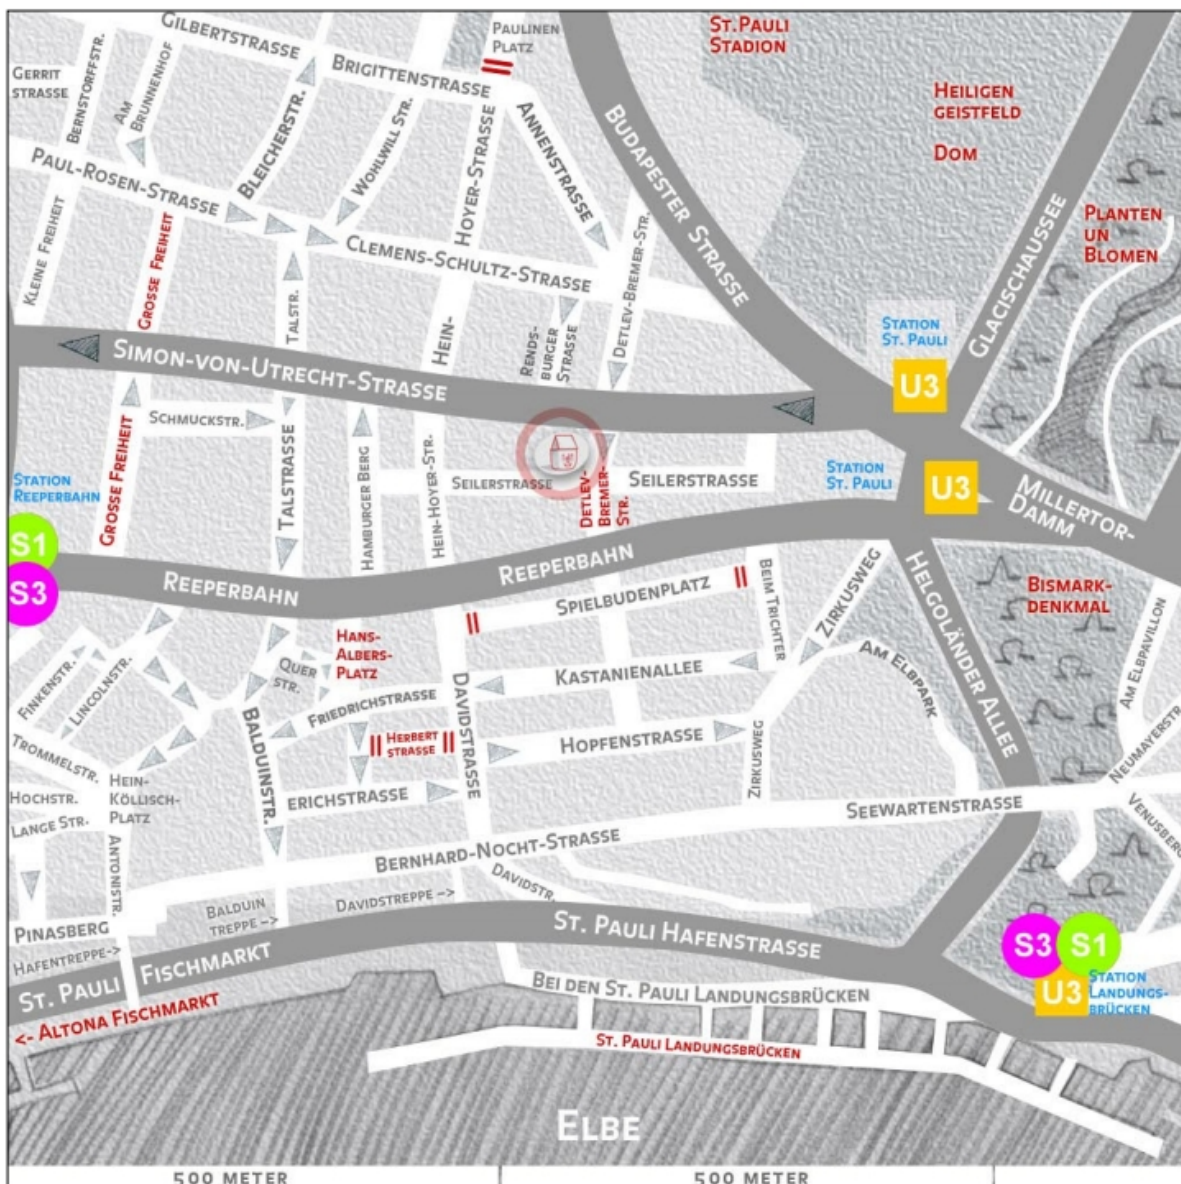 GILBERTSTRASSE
PAULINEN
PLATZ
ST.PAULI
STADION
GERRIT
STRASSE
BERNSTORFFSTR.
AM
BRUNNENHOF
BRIGITTENSTRASSE
HEILIGEN
GEISTFELD
DOM
BLEICHERSTR.
WOHLWILL STR.
HEIN-
HOYER-STRASSE
ANNENSTRASSE
BUDAPESTER STRASSE
PAUL-ROSEN-STRASSE
KLEINE FREIHEIT
GROSSE FREIHEIT
CLEMENS-SCHULTZ-STRASSE
DETLEV-BREMER-STR.
GLACISCHAUSSEE
PLANTEN
UN
BLOMEN
TALSTR.
RENDS-
BURGER
STRASSE
STATION
ST. PAULI
U3
SIMON-VON-UTRECHT-STRASSE
SCHMUCKSTR.
GROSSE FREIHEIT
STATION
REEPERBAHN
S1
S3
TALSTRASSE
HAMBURGER BERG
HEIN-HOYER-STR.
SEILERSTRASSE
DETLEV-
BREMER-
STR.
SEILERSTRASSE
STATION
ST. PAULI
U3
MILLERTOR-
DAMM
REEPERBAHN
REEPERBAHN
SPIELBUDENPLATZ
BEIM TRICHTER
ZIRKUSWEG
HELGOLÄNDER ALLEE
BISMARK-
DENKMAL
AM ELBPAVILLON
FINKENSTR.
LINCOLNSTR.
QUER
STR.
HANS-
ALBERS-
PLATZ
FRIEDRICHSTRASSE
DAVIDSTRASSE
KASTANIENALLEE
AM ELBPARK
TROMMELSTR.
BALDUINSTR.
HERBERT
STRASSE
HOPFENSTRASSE
ZIRKUSWEG
NEUMAYERSTR.
HOCHSTR.
LANGE STR.
HEIN-
KÖLLISCH-
PLATZ
ERICHSTRASSE
SEEWARTENSTRASSE
VENUSBERG
ANTONISTR.
BERNHARD-NOCHT-STRASSE
DAVIDSTR.
PINASBERG
BALDUIN
TREPPE ->
DAVIDSTREPPE ->
HAFENTREPPE->
ST. PAULI FISCHMARKT
ST. PAULI HAFENSTRASSE
S3
S1
U3
STATION
LANDUNGS-
BRÜCKEN
BEI DEN ST. PAULI LANDUNGSBRÜCKEN
<- ALTONA FISCHMARKT
ST. PAULI LANDUNGSBRÜCKEN
ELBE
500 METER
500 METER